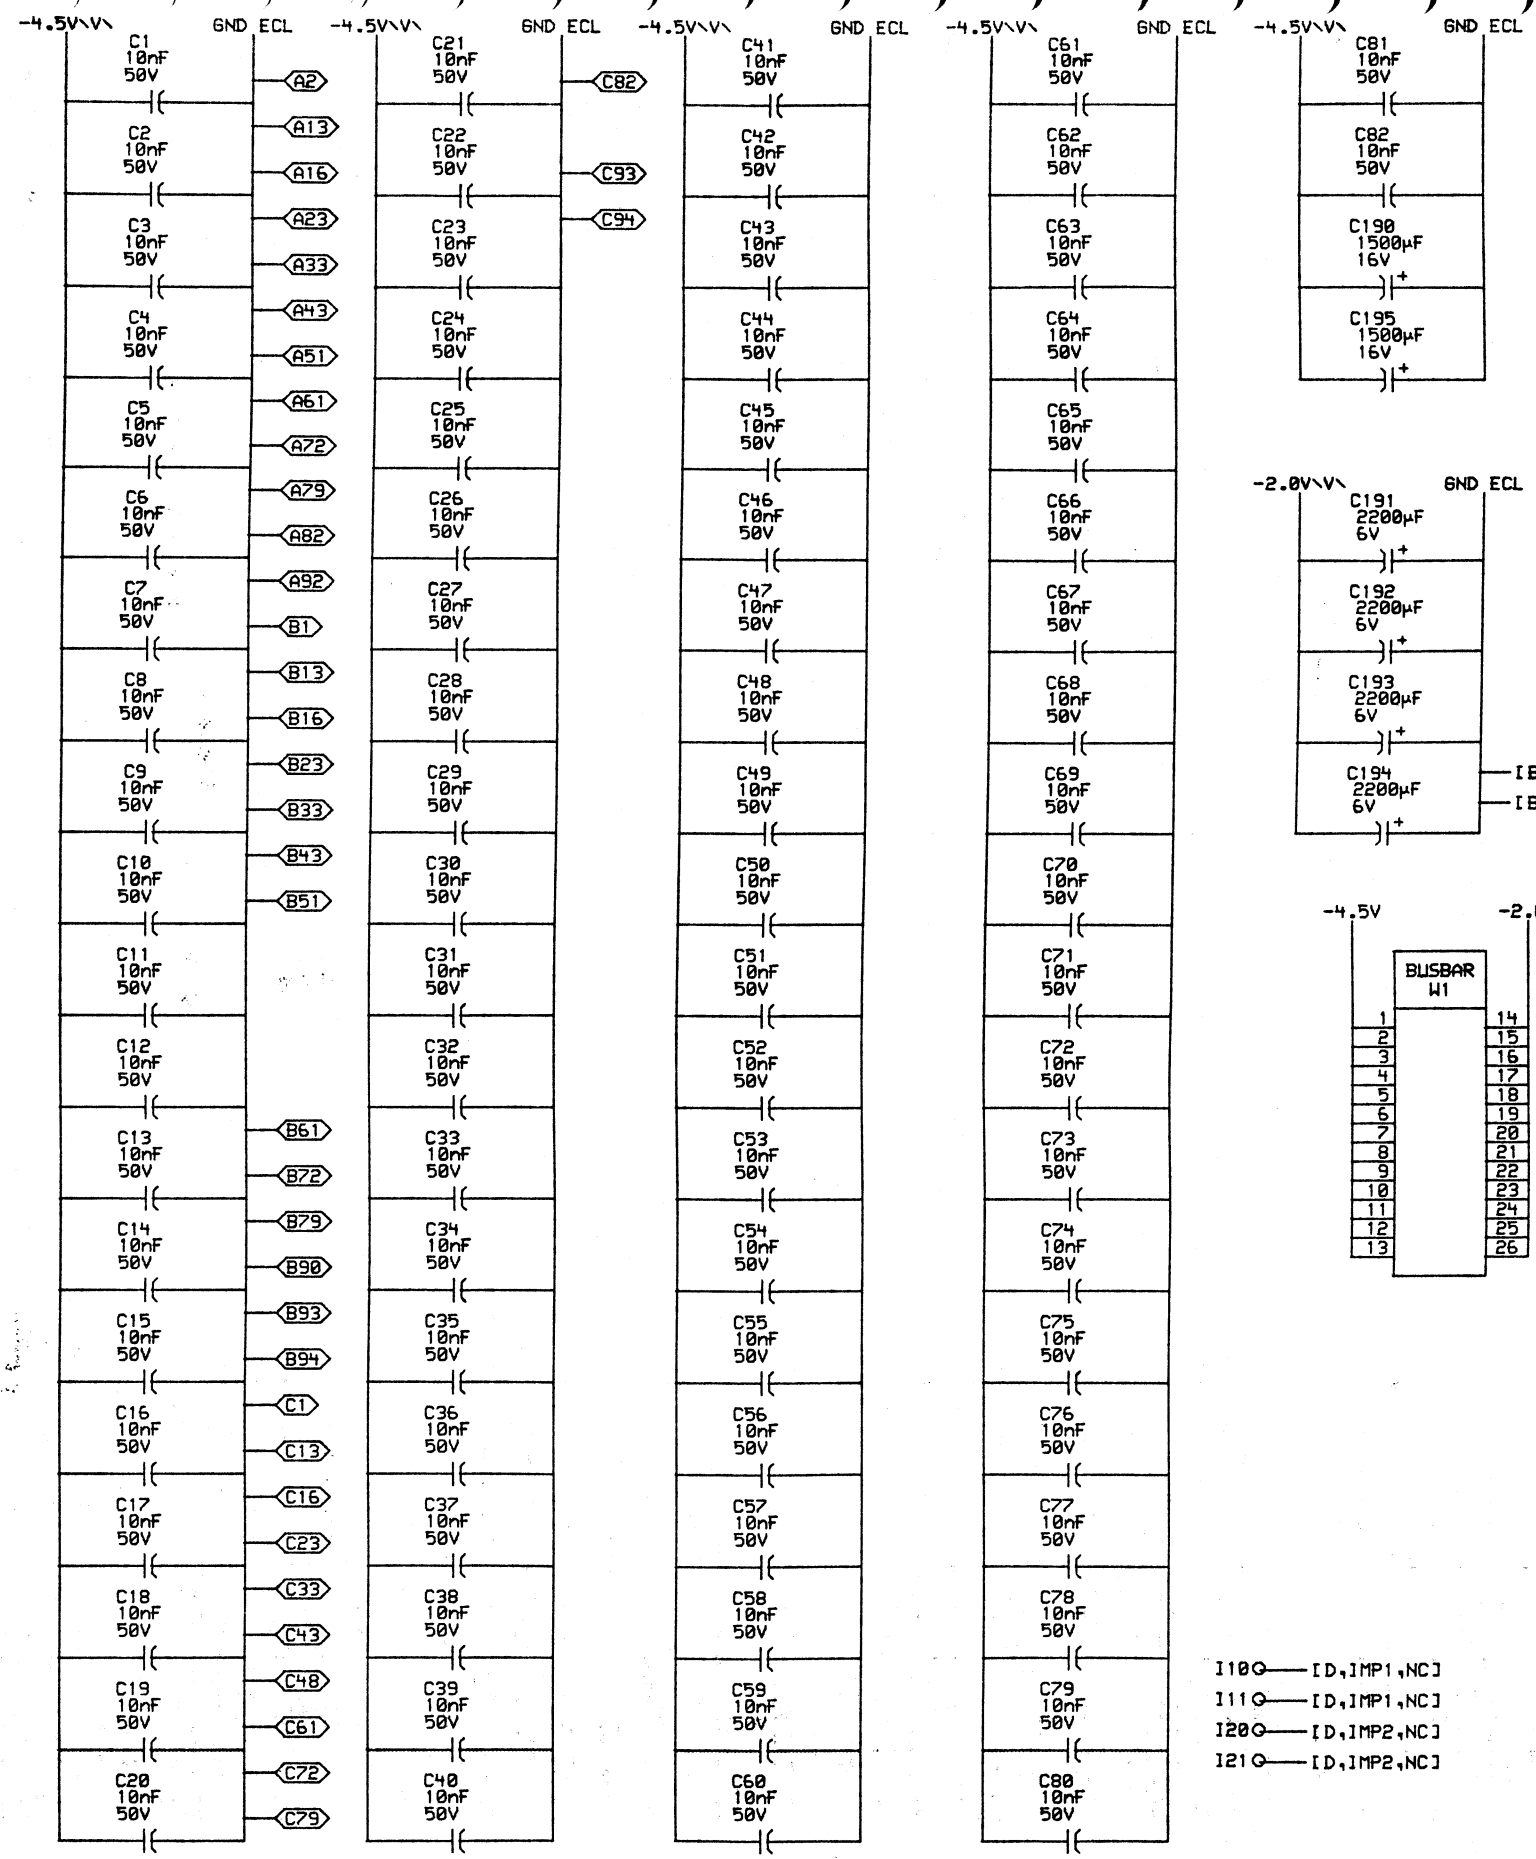 -4.5V\V\ GND ECL
C1
10nF
50V
C2
10nF
50V
C3
10nF
50V
C4
10nF
50V
C5
10nF
50V
C6
10nF
50V
C7
10nF
50V
C8
10nF
50V
C9
10nF
50V
C10
10nF
50V
C11
10nF
50V
C12
10nF
50V
C13
10nF
50V
C14
10nF
50V
C15
10nF
50V
C16
10nF
50V
C17
10nF
50V
C18
10nF
50V
C19
10nF
50V
C20
10nF
50V
A2
A13
A16
A23
A33
A43
A51
A61
A72
A79
A82
A92
B1
B13
B16
B23
B33
B43
B51
B61
B72
B79
B90
B93
B94
C1
C13
C16
C23
C33
C43
C48
C61
C72
C79
-4.5V\V\ GND ECL
C21
10nF
50V
C22
10nF
50V
C23
10nF
50V
C24
10nF
50V
C25
10nF
50V
C26
10nF
50V
C27
10nF
50V
C28
10nF
50V
C29
10nF
50V
C30
10nF
50V
C31
10nF
50V
C32
10nF
50V
C33
10nF
50V
C34
10nF
50V
C35
10nF
50V
C36
10nF
50V
C37
10nF
50V
C38
10nF
50V
C39
10nF
50V
C40
10nF
50V
C82
C93
C94
-4.5V\V\ GND ECL
C41
10nF
50V
C42
10nF
50V
C43
10nF
50V
C44
10nF
50V
C45
10nF
50V
C46
10nF
50V
C47
10nF
50V
C48
10nF
50V
C49
10nF
50V
C50
10nF
50V
C51
10nF
50V
C52
10nF
50V
C53
10nF
50V
C54
10nF
50V
C55
10nF
50V
C56
10nF
50V
C57
10nF
50V
C58
10nF
50V
C59
10nF
50V
C60
10nF
50V
-4.5V\V\ GND ECL
C61
10nF
50V
C62
10nF
50V
C63
10nF
50V
C64
10nF
50V
C65
10nF
50V
C66
10nF
50V
C67
10nF
50V
C68
10nF
50V
C69
10nF
50V
C70
10nF
50V
C71
10nF
50V
C72
10nF
50V
C73
10nF
50V
C74
10nF
50V
C75
10nF
50V
C76
10nF
50V
C77
10nF
50V
C78
10nF
50V
C79
10nF
50V
C80
10nF
50V
-4.5V\V\ GND ECL
C81
10nF
50V
C82
10nF
50V
C190
1500µF
16V
+
C195
1500µF
16V
+
-2.0V\V\ GND ECL
C191
2200µF
6V
+
C192
2200µF
6V
+
C193
2200µF
6V
+
C194
2200µF
6V
+
-4.5V
BUSBAR
W1
1 14
2 15
3 16
4 17
5 18
6 19
7 20
8 21
9 22
10 23
11 24
12 25
13 26
I10 [D,IMP1,NC]
I11 [D,IMP1,NC]
I20 [D,IMP2,NC]
I21 [D,IMP2,NC]